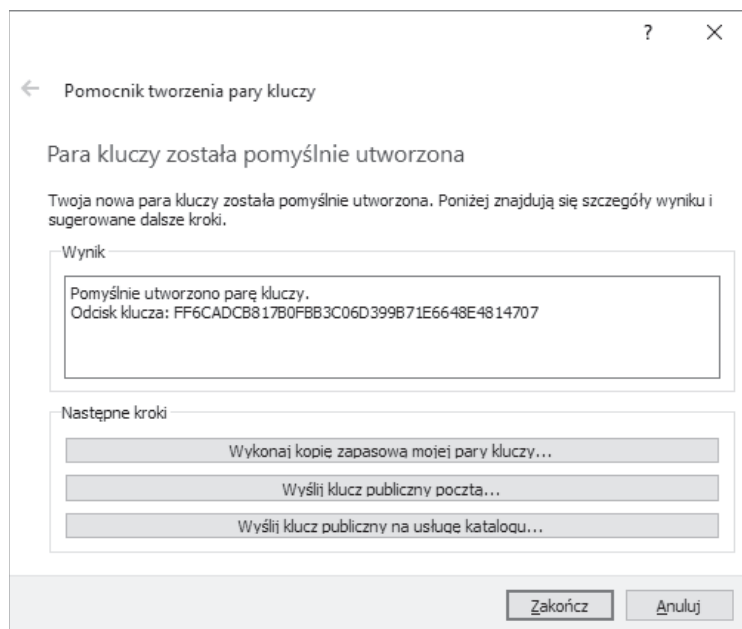 ?
Pomocnik tworzenia pary kluczy
Para kluczy została pomyślnie utworzona
Twoja nowa para kluczy została pomyślnie utworzona. Poniżej znajdują się szczegóły wyniku i
sugerowane dalsze kroki.
Wynik
Pomyślnie utworzono parę kluczy.
Odcisk klucza: FF6CADCB817B0FBB3C06D399B71E6648E4814707
Następne kroki
Wykonaj kopię zapasową mojej pary kluczy...
Wyślij klucz publiczny pocztą...
Wyślij klucz publiczny na usługę katalogu...
Zakończ Anuluj